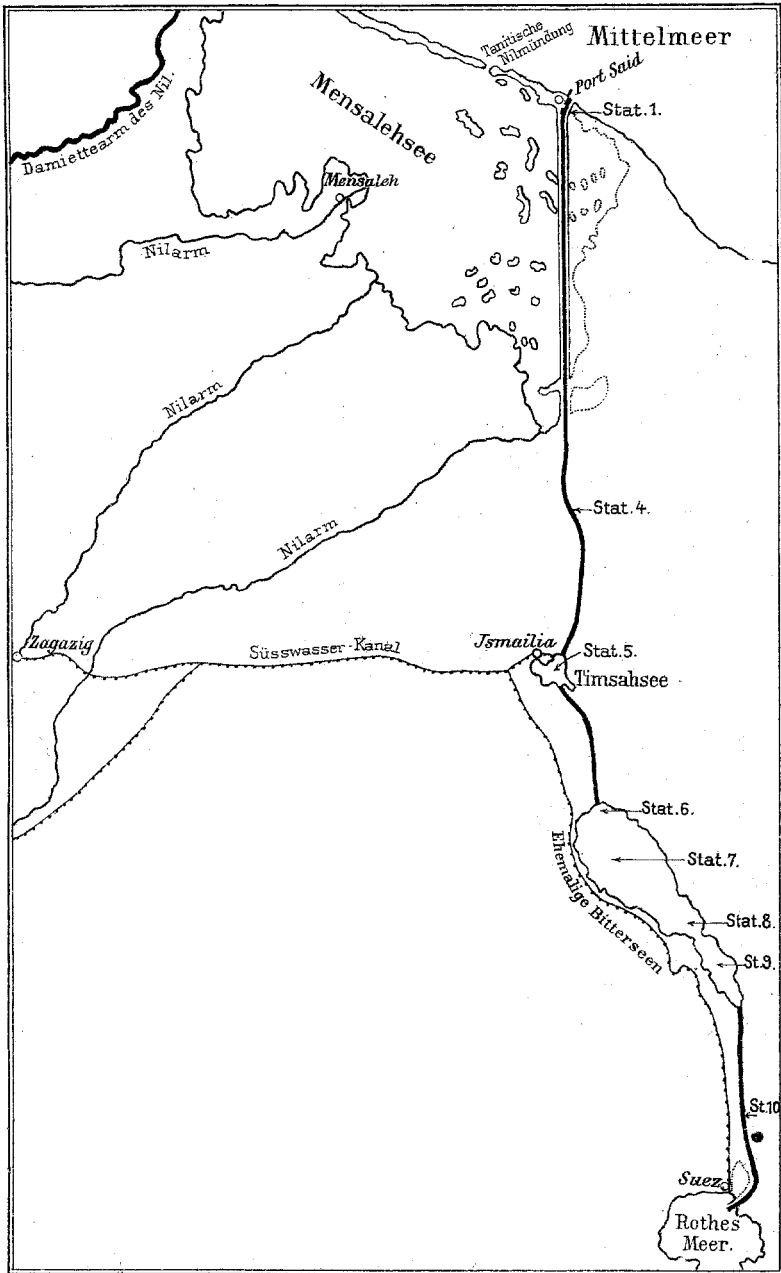 Mittelmeer
Tanitische
Nilmündung
Port Said
Stat.1.
Mensalehsee
Damiettearm des Nil.
Mensaleh
Nilarm
Nilarm
Stat.4.
Nilarm
Zagazig
Süsswasser-Kanal
Jsmailia
Stat.5.
Timsahsee
Stat.6.
Ehemalige Bitterseen
Stat.7.
Stat.8.
St.9.
St.10
Suez
Rothes
Meer.